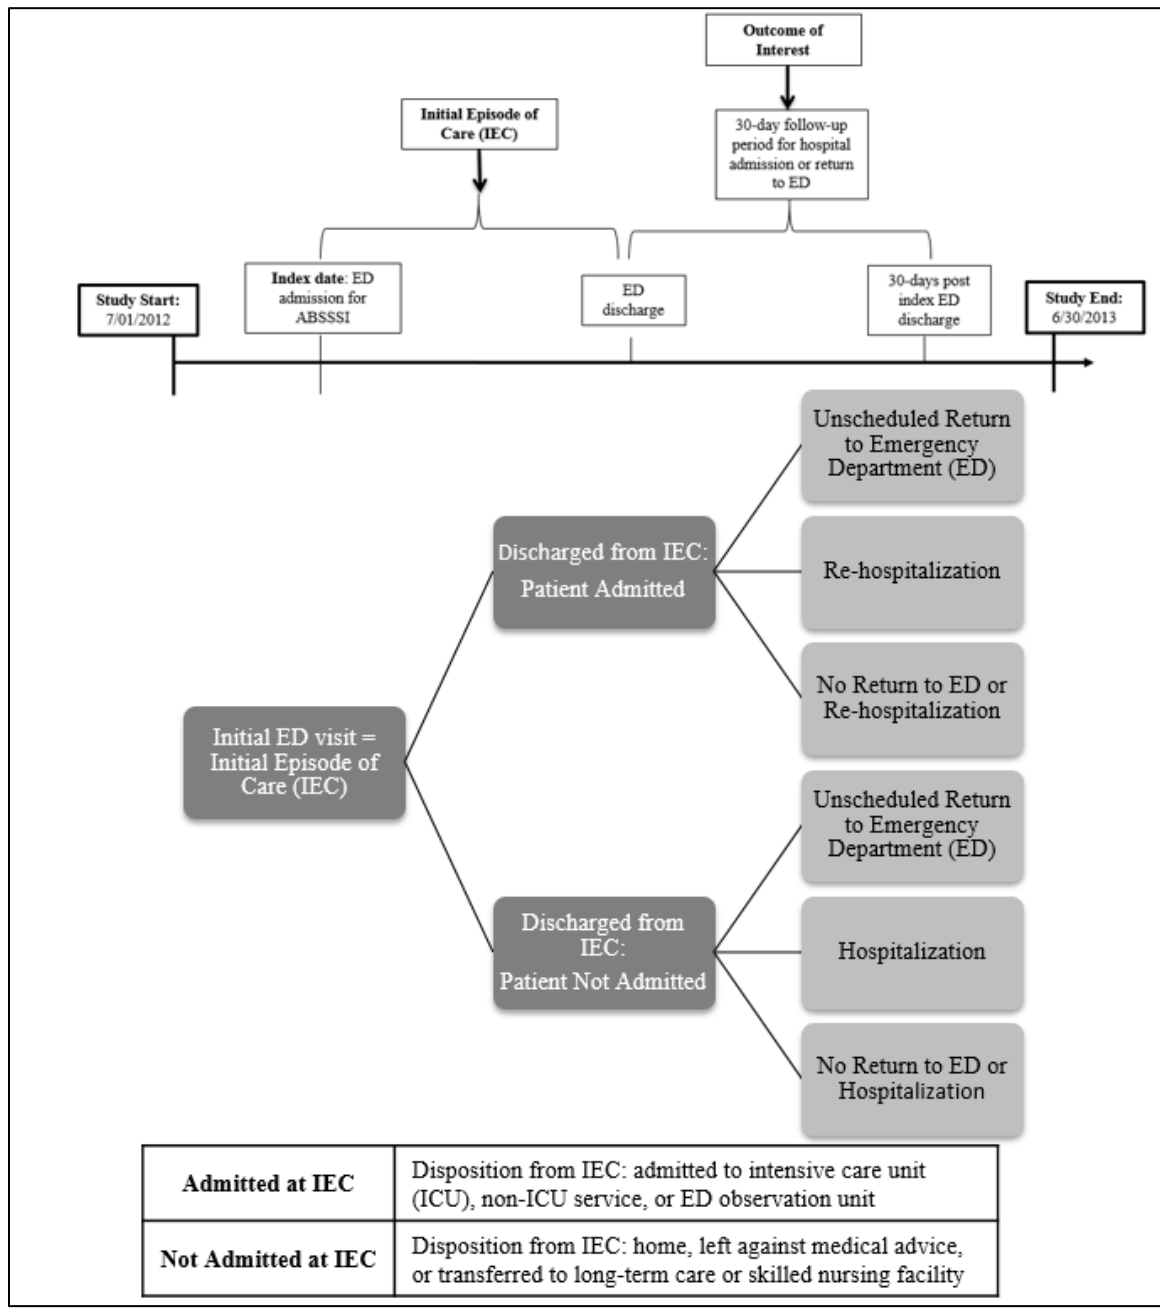 Outcome of
Interest
Initial Episode of
Care (IEC)
30-day follow-up
period for hospital
admission or return
to ED
Study Start:
7/01/2012
Index date: ED
admission for
ABSSSI
ED
discharge
30-days post
index ED
discharge
Study End:
6/30/2013
Initial ED visit =
Initial Episode of
Care (IEC)
Discharged from IEC:
Patient Admitted
Unscheduled Return
to Emergency
Department (ED)
Re-hospitalization
No Return to ED or
Re-hospitalization
Discharged from
IEC:
Patient Not Admitted
Unscheduled Return
to Emergency
Department (ED)
Hospitalization
No Return to ED or
Hospitalization
Admitted at IEC
Disposition from IEC: admitted to intensive care unit
(ICU), non-ICU service, or ED observation unit
Not Admitted at IEC
Disposition from IEC: home, left against medical advice,
or transferred to long-term care or skilled nursing facility